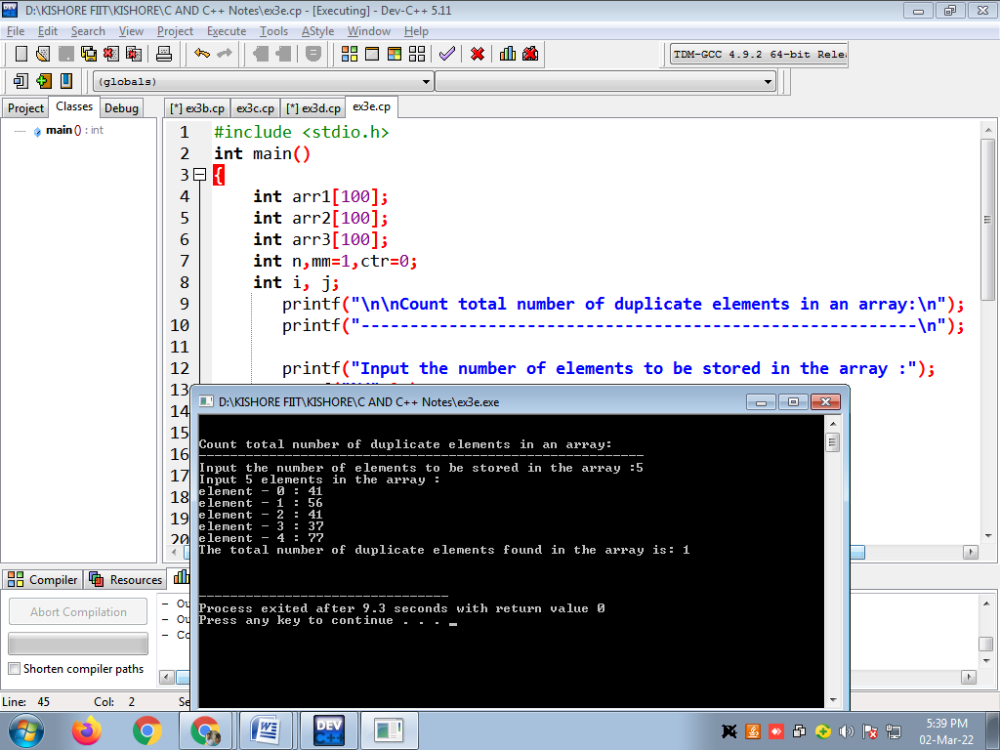 D:\KISHORE FIIT\KISHORE\C AND C++ Notes\ex3e.cp - [Executing] - Dev-C++ 5.11
File Edit Search View Project Execute Tools AStyle Window Help
TDM-GCC 4.9.2 64-bit Rele
(globals)
Project Classes Debug
[*] ex3b.cp ex3c.cp [*] ex3d.cp ex3e.cp
main () : int
1 #include <stdio.h>
2 int main()
3 {
4 int arr1[100];
5 int arr2[100];
6 int arr3[100];
7 int n,mm=1,ctr=0;
8 int i, j;
9 printf("\n\nCount total number of duplicate elements in an array:\n");
10 printf("---------------------------------------------------------\n");
11
12 printf("Input the number of elements to be stored in the array :");
13
14
15
16
17
18
19
20
D:\KISHORE FIIT\KISHORE\C AND C++ Notes\ex3e.exe
Count total number of duplicate elements in an array:
---------------------------------------------------------
Input the number of elements to be stored in the array :5
Input 5 elements in the array :
element - 0 : 41
element - 1 : 56
element - 2 : 41
element - 3 : 37
element - 4 : 77
The total number of duplicate elements found in the array is: 1
--------------------------------
Process exited after 9.3 seconds with return value 0
Press any key to continue . . . _
Compiler Resources
Abort Compilation
Shorten compiler paths
- Ou
- Ou
- Co
Line: 45 Col: 2 Se
DEV C++
5:39 PM
02-Mar-22